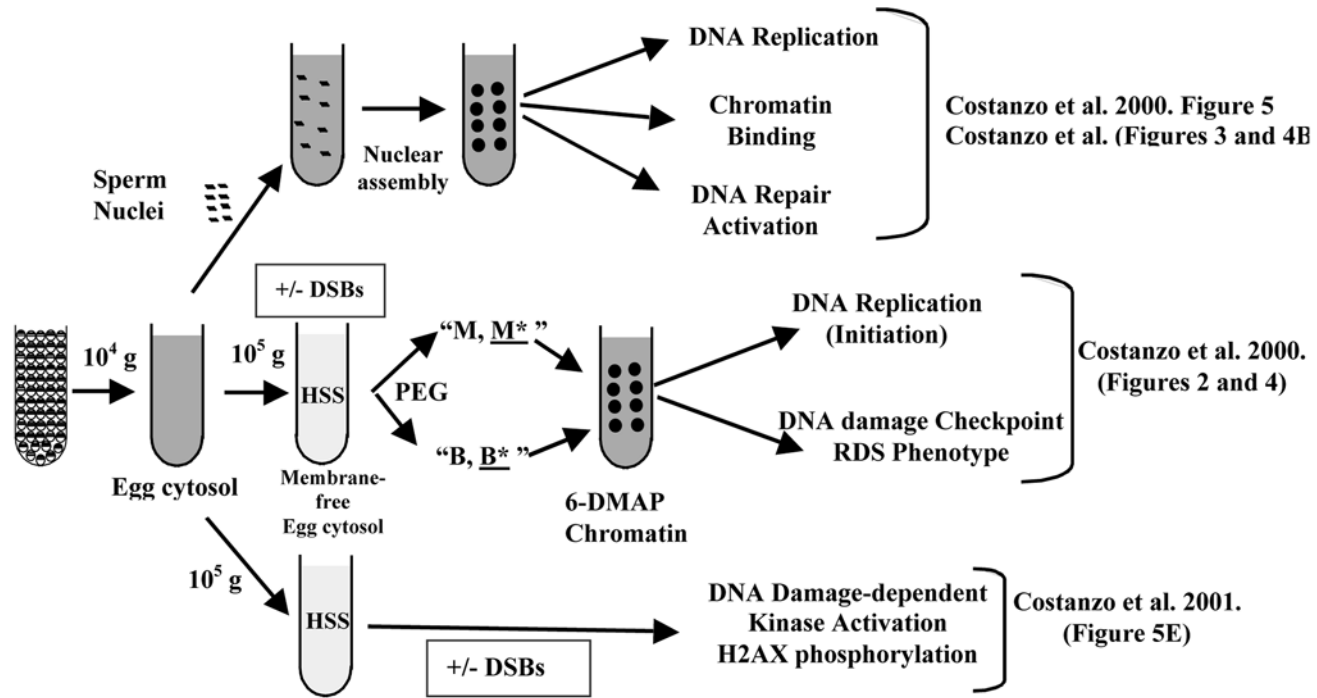 DNA Replication
Chromatin
Binding
DNA Repair
Activation
Costanzo et al. 2000. Figure 5
Costanzo et al. (Figures 3 and 4B
Nuclear
assembly
Sperm
Nuclei
+/- DSBs
10⁴ g
10⁵ g
HSS
PEG
“M, M* ”
“B, B* ”
Egg cytosol
Membrane-
free
Egg cytosol
6-DMAP
Chromatin
DNA Replication
(Initiation)
DNA damage Checkpoint
RDS Phenotype
Costanzo et al. 2000.
(Figures 2 and 4)
10⁵ g
HSS
+/- DSBs
DNA Damage-dependent
Kinase Activation
H2AX phosphorylation
Costanzo et al. 2001.
(Figure 5E)